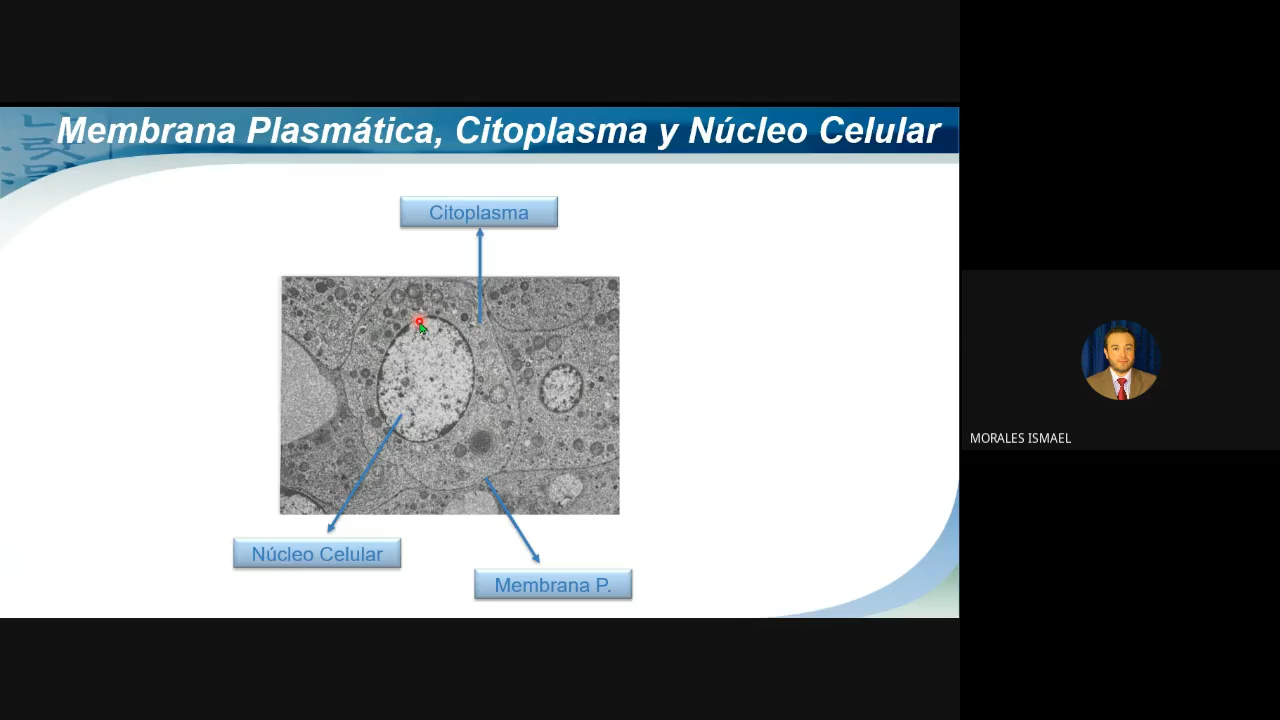 Membrana Plasmática, Citoplasma y Núcleo Celular
Citoplasma
Núcleo Celular
Membrana P.
MORALES ISMAEL